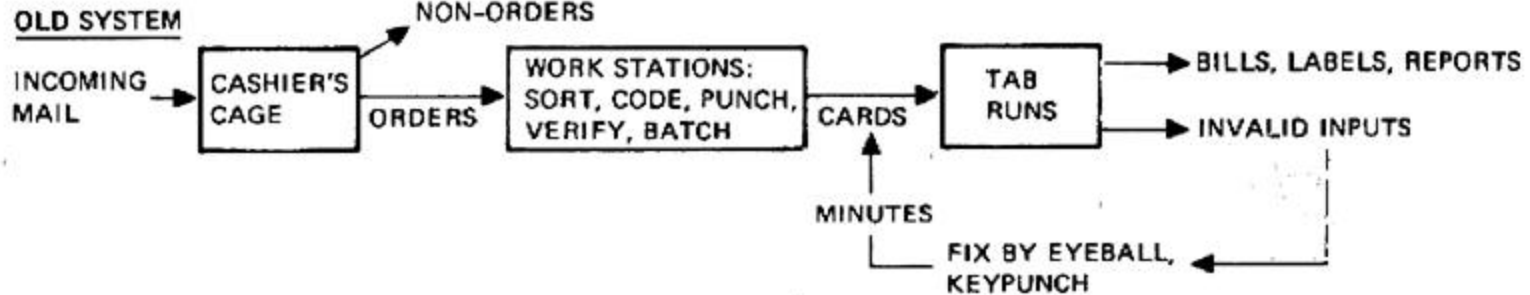 OLD SYSTEM
NON-ORDERS
INCOMING
MAIL
CASHIER'S
CAGE
ORDERS
WORK STATIONS:
SORT, CODE, PUNCH,
VERIFY, BATCH
CARDS
TAB
RUNS
BILLS, LABELS, REPORTS
INVALID INPUTS
MINUTES
FIX BY EYEBALL,
KEYPUNCH